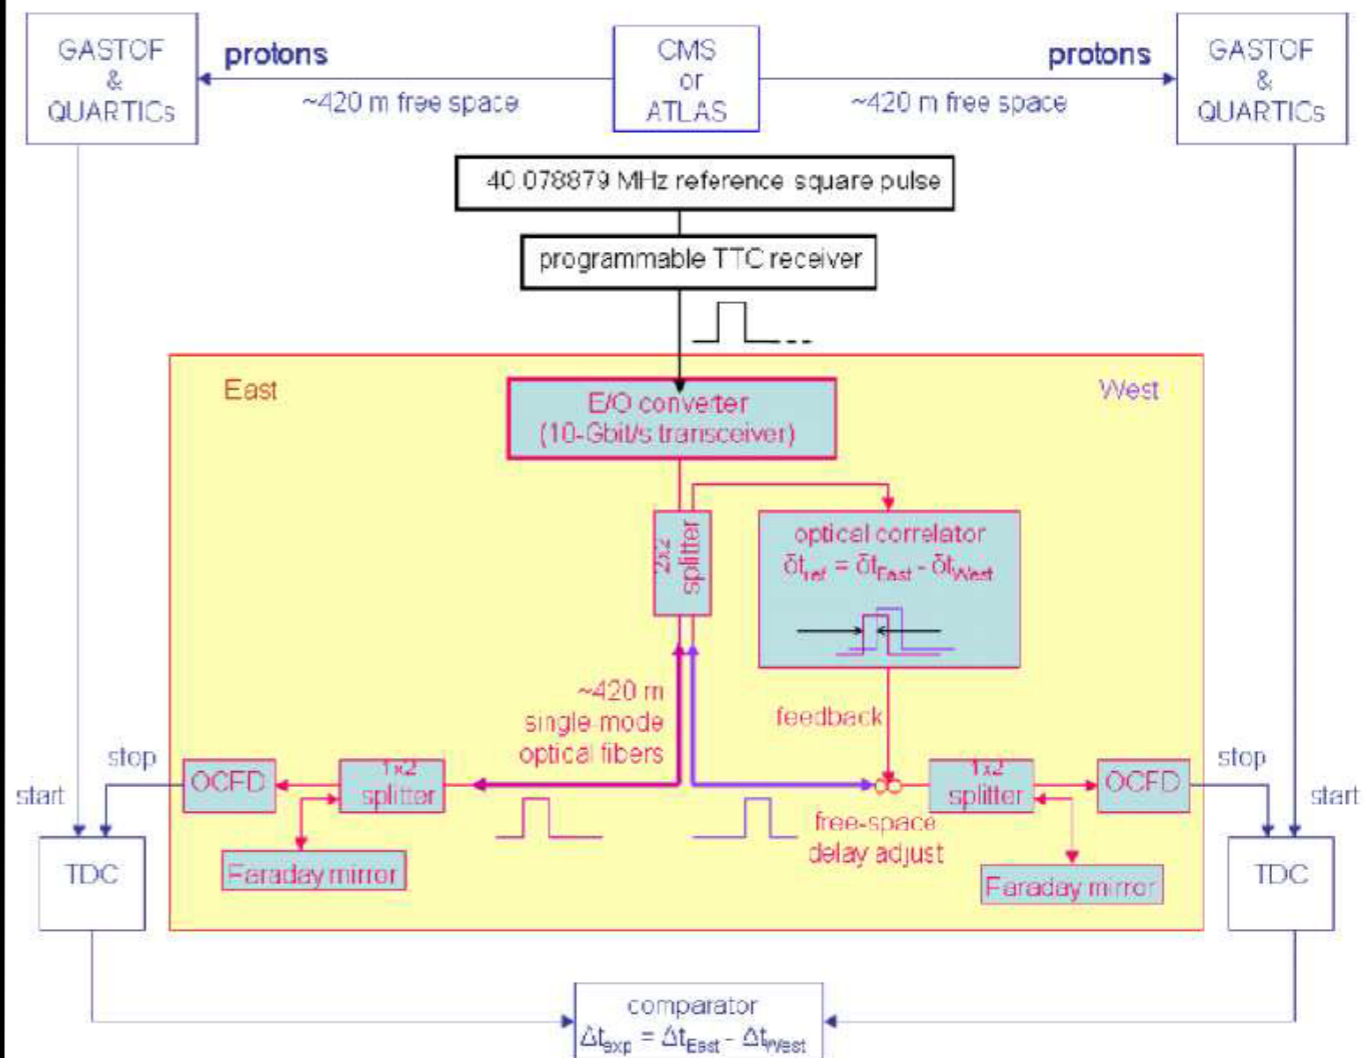 GASTOF
&
QUARTICs
protons
~420 m free space
CMS
or
ATLAS
protons
~420 m free space
GASTOF
&
QUARTICs
40.078879 MHz reference square pulse
programmable TTC receiver
East
West
E/O converter
(10-Gbit/s transceiver)
2x2
splitter
optical correlator
δt_ref = δt_East - δt_West
~420 m
single-mode
optical fibers
feedback
stop
start
OCFD
1x2
splitter
Faraday mirror
TDC
free-space
delay adjust
1x2
splitter
OCFD
Faraday mirror
stop
start
TDC
comparator
Δt_exp = Δt_East - Δt_West